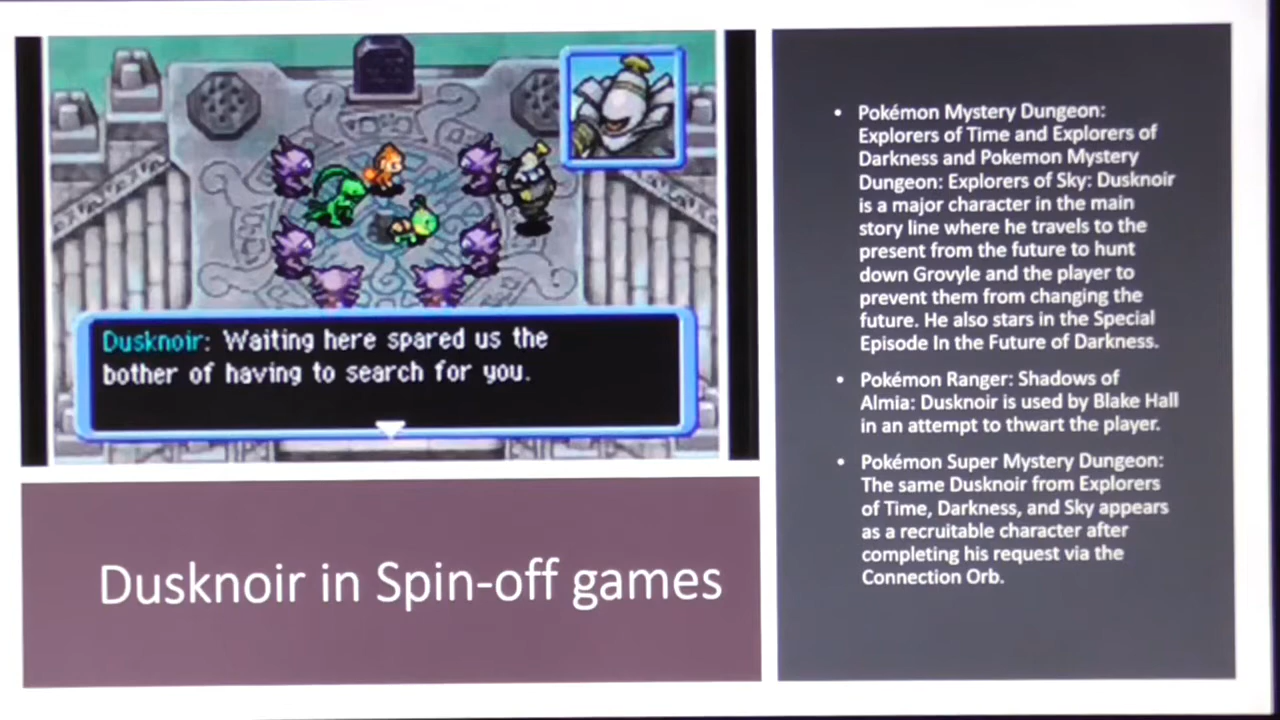 Dusknoir: Waiting here spared us the
bother of having to search for you.
Dusknoir in Spin-off games
• Pokémon Mystery Dungeon:
Explorers of Time and Explorers of
Darkness and Pokemon Mystery
Dungeon: Explorers of Sky: Dusknoir
is a major character in the main
story line where he travels to the
present from the future to hunt
down Grovyle and the player to
prevent them from changing the
future. He also stars in the Special
Episode In the Future of Darkness.
• Pokémon Ranger: Shadows of
Almia: Dusknoir is used by Blake Hall
in an attempt to thwart the player.
• Pokémon Super Mystery Dungeon:
The same Dusknoir from Explorers
of Time, Darkness, and Sky appears
as a recruitable character after
completing his request via the
Connection Orb.